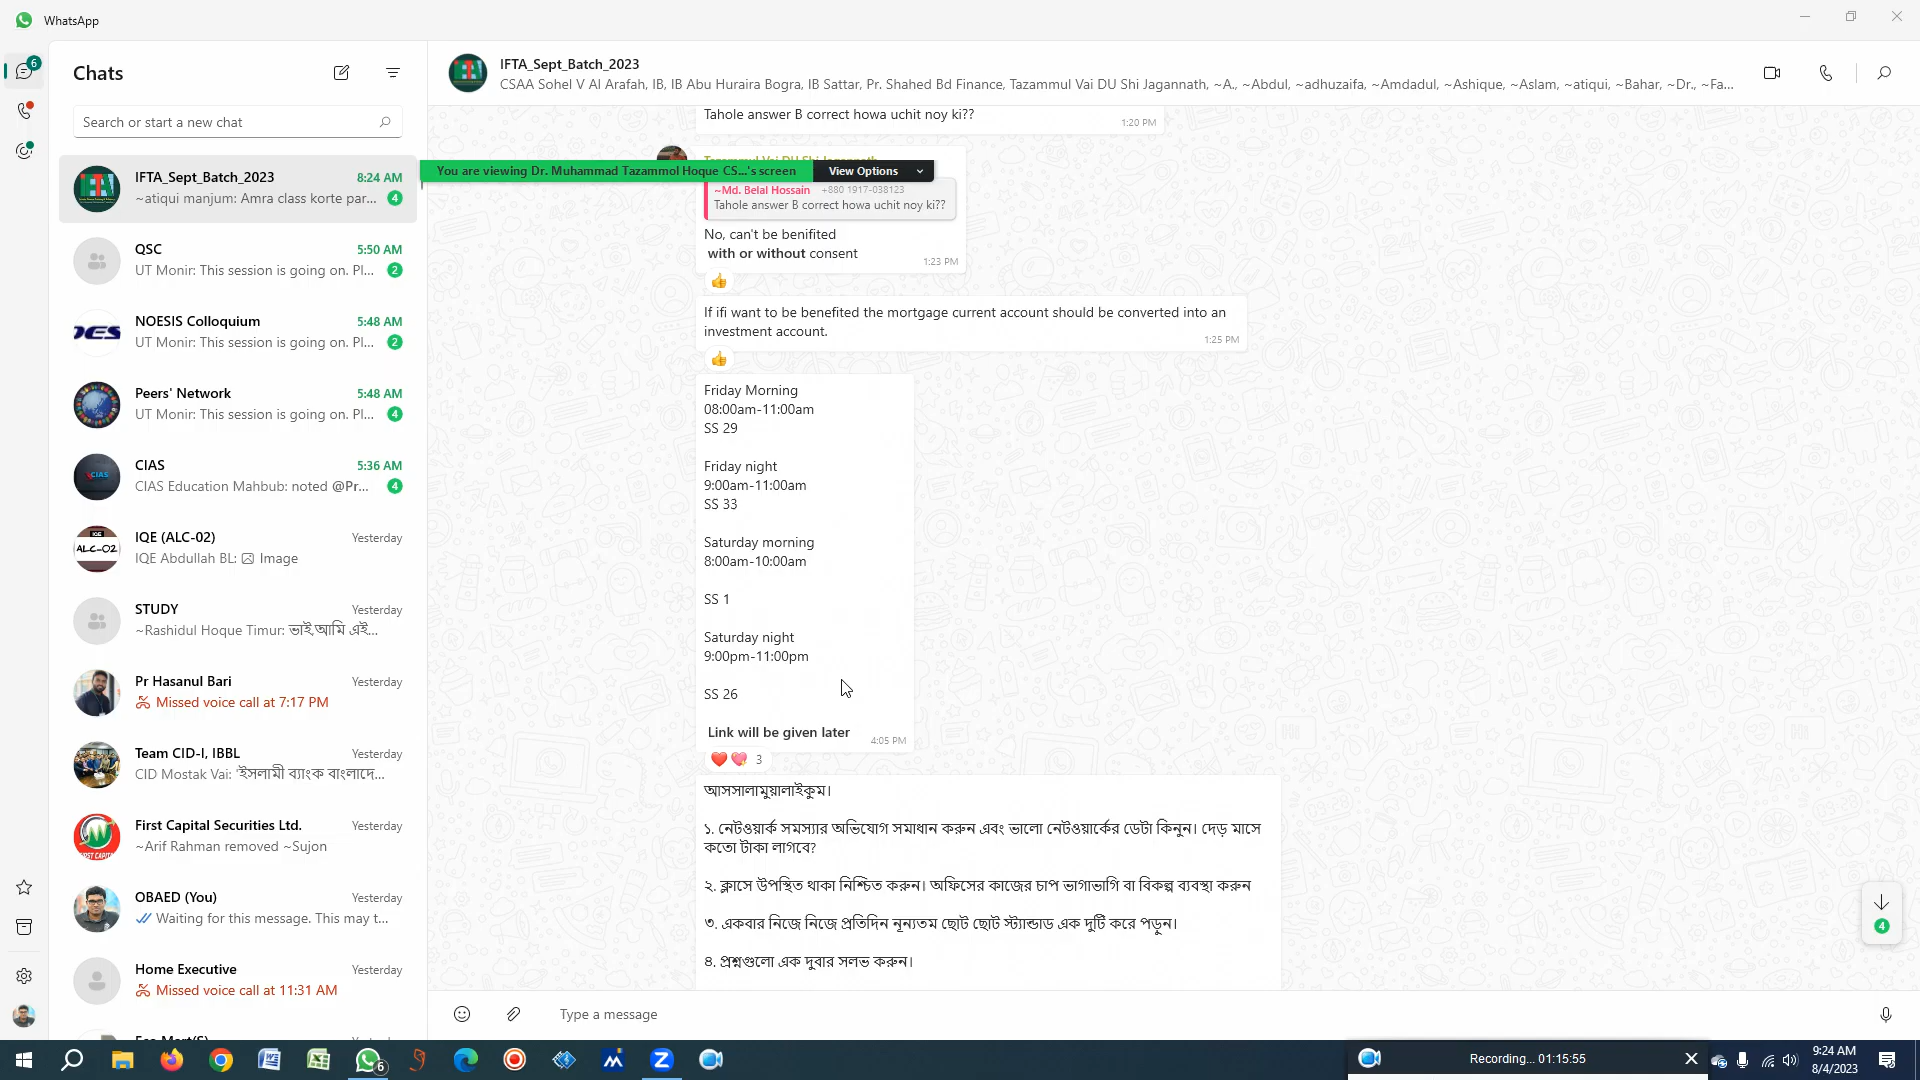 WhatsApp
6
Chats
Search or start a new chat
IFTA_Sept_Batch_2023 8:24 AM
~atiqui manjum: Amra class korte par... 4
QSC 5:50 AM
UT Monir: This session is going on. Pl... 2
NOESIS Colloquium 5:48 AM
UT Monir: This session is going on. Pl... 2
Peers' Network 5:48 AM
UT Monir: This session is going on. Pl... 4
CIAS 5:36 AM
CIAS Education Mahbub: noted @Pr... 4
IQE (ALC-02) Yesterday
IQE Abdullah BL: Image
STUDY Yesterday
~Rashidul Hoque Timur: ভাই,আমি এই...
Pr Hasanul Bari Yesterday
Missed voice call at 7:17 PM
Team CID-I, IBBL Yesterday
CID Mostak Vai: 'ইসলামী ব্যাংক বাংলাদে...
First Capital Securities Ltd. Yesterday
~Arif Rahman removed ~Sujon
OBAED (You) Yesterday
Waiting for this message. This may t...
Home Executive Yesterday
Missed voice call at 11:31 AM
IFTA_Sept_Batch_2023
CSAA Sohel V Al Arafah, IB, IB Abu Huraira Bogra, IB Sattar, Pr. Shahed Bd Finance, Tazammul Vai DU Shi Jagannath, ~A., ~Abdul, ~adhuzaifa, ~Amdadul, ~Ashique, ~Aslam, ~atiqui, ~Bahar, ~Dr., ~Fa...
Tahole answer B correct howa uchit noy ki??
1:20 PM
Tazammul Vai DU Shi Jagannath
You are viewing Dr. Muhammad Tazammol Hoque CS...'s screen View Options
~Md. Belal Hossain +880 1917-038123
Tahole answer B correct howa uchit noy ki??
No, can't be benifited
with or without consent
1:23 PM
If ifi want to be benefited the mortgage current account should be converted into an
investment account.
1:25 PM
Friday Morning
08:00am-11:00am
SS 29
Friday night
9:00am-11:00am
SS 33
Saturday morning
8:00am-10:00am
SS 1
Saturday night
9:00pm-11:00pm
SS 26
Link will be given later 4:05 PM
3
আসসালামুয়ালাইকুম।
১. নেটওয়ার্ক সমস্যার অভিযোগ সমাধান করুন এবং ভালো নেটওয়ার্কের ডেটা কিনুন। দেড় মাসে
কতো টাকা লাগবে?
২. ক্লাসে উপস্থিত থাকা নিশ্চিত করুন। অফিসের কাজের চাপ ভাগাভাগি বা বিকল্প ব্যবস্থা করুন
৩. একবার নিজে নিজে প্রতিদিন নূন্যতম ছোট ছোট স্ট্যান্ডাড এক দুটি করে পড়ুন।
৪. প্রশ্নগুলো এক দুবার সলভ করুন।
4
Type a message
6
Recording... 01:15:55
9:24 AM
8/4/2023